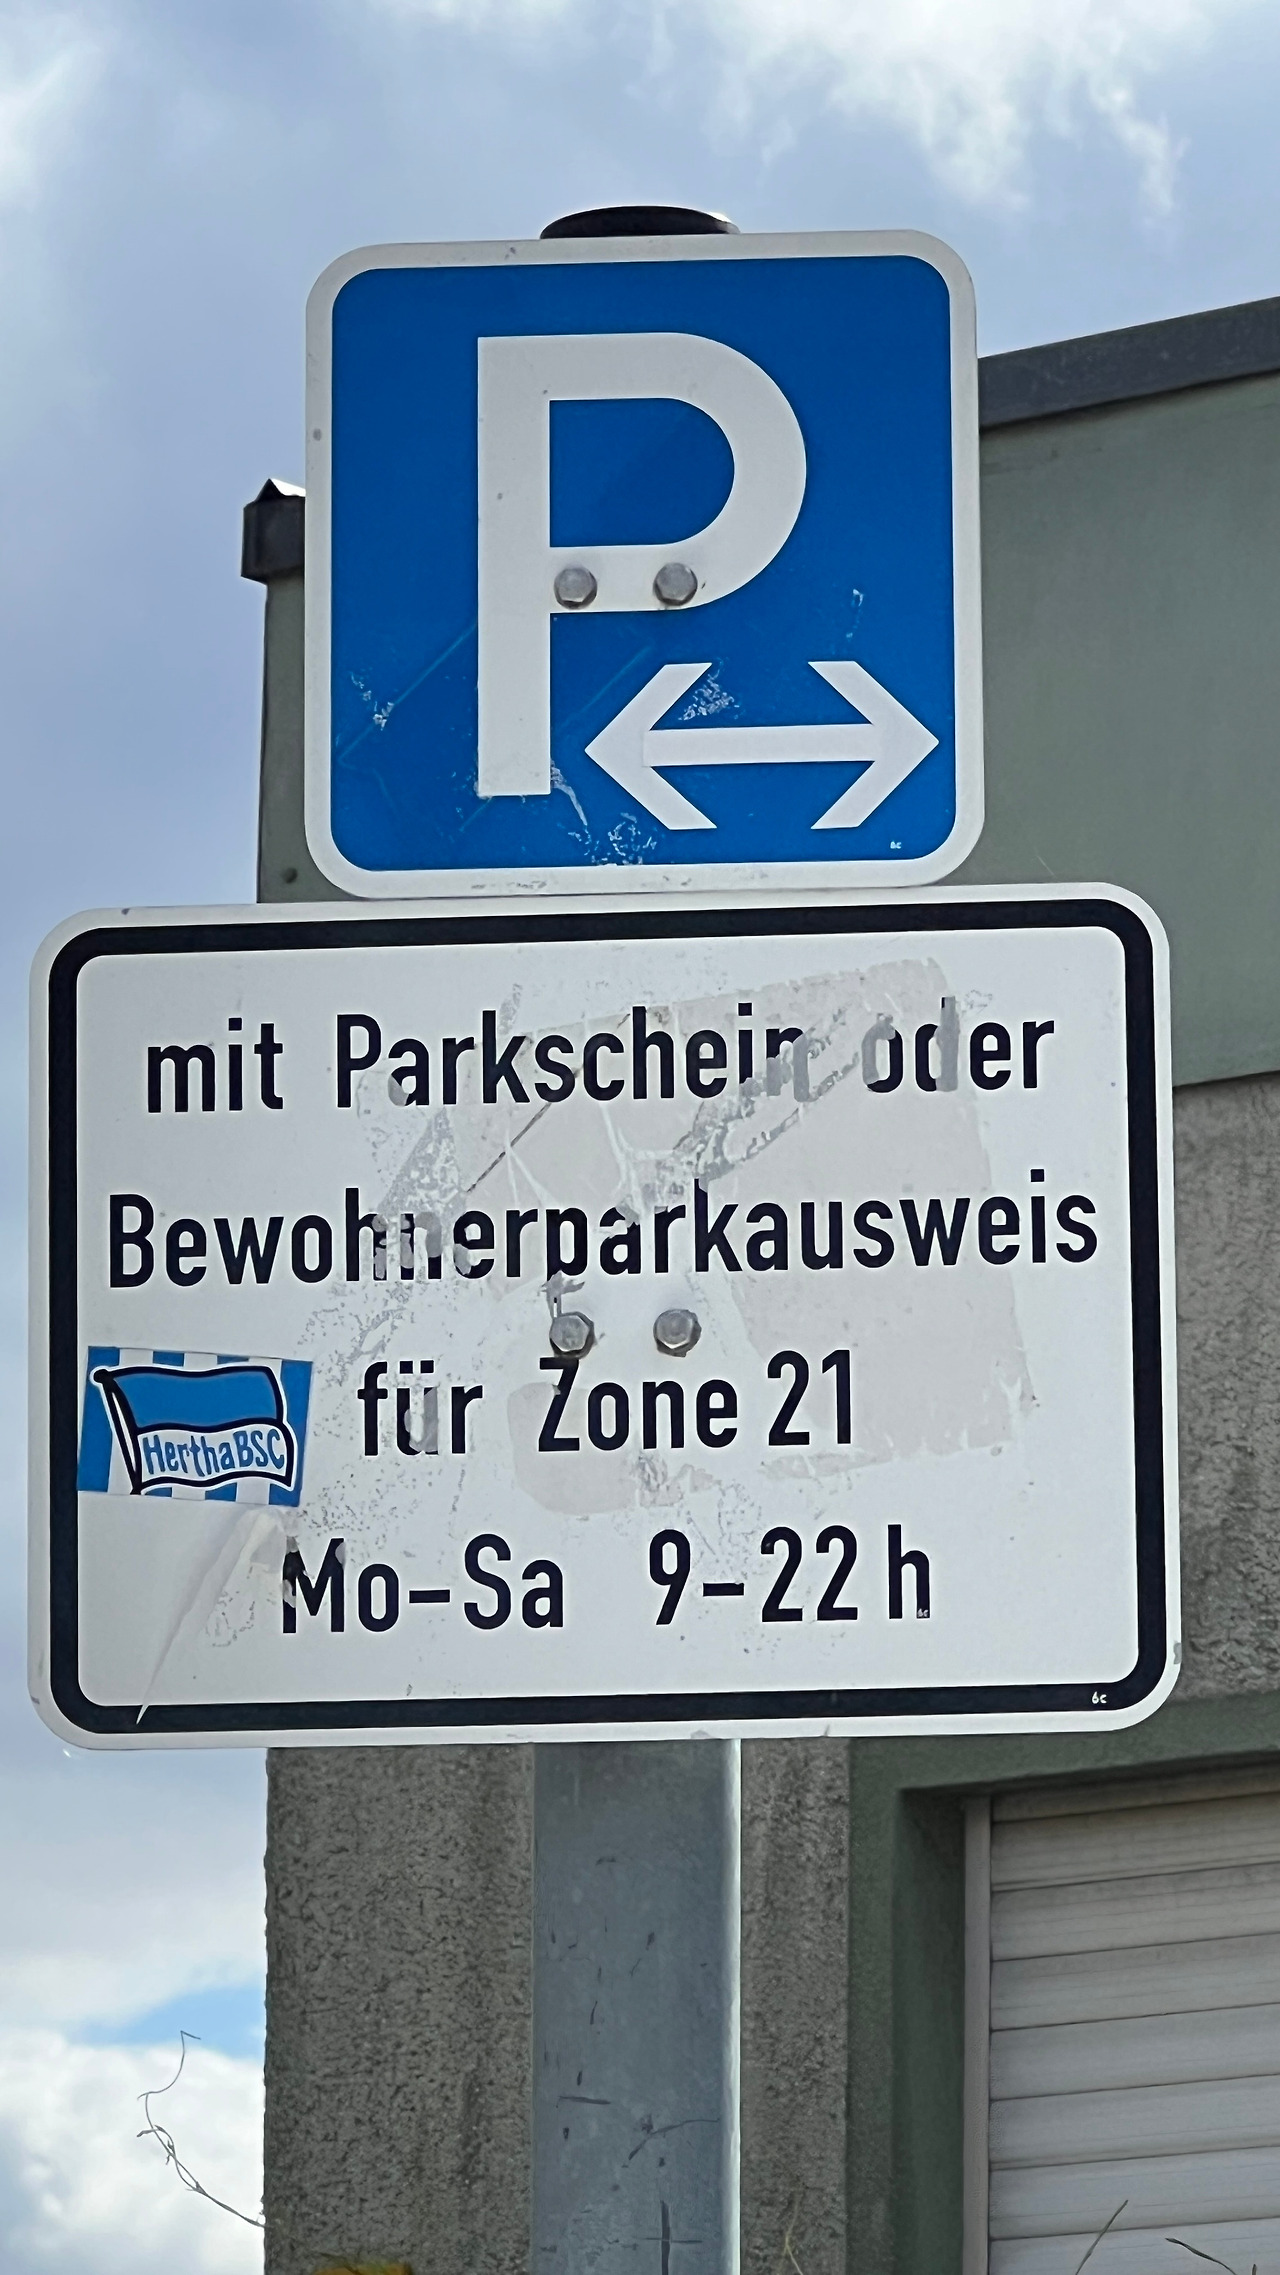 P
mit Parkschein oder
Bewohnerparkausweis
für Zone 21
HerthaBSC
Mo-Sa 9-22 h